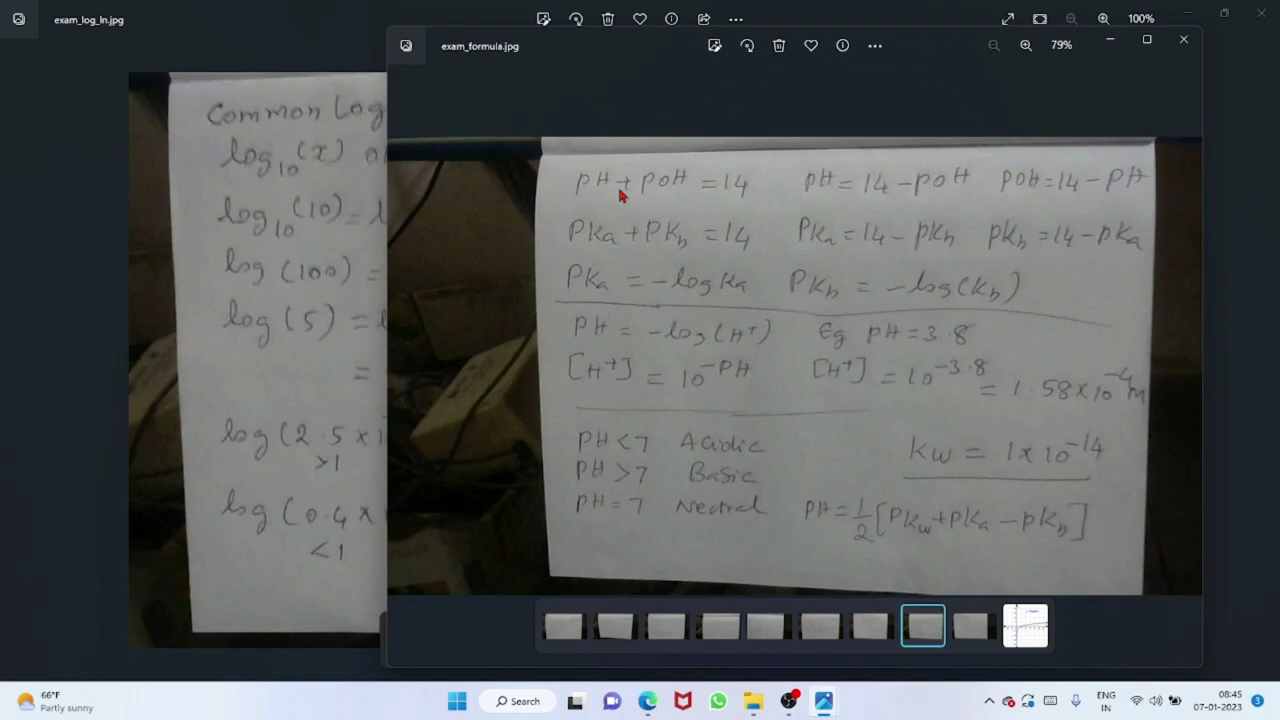 exam_log_ln.jpg
100%
exam_formula.jpg
79%
Common Log
log₁₀(x) o
log₁₀(10) =
log(100) =
log(5) =
=
log(2.5 x
>1
log(0.4 x
<1
PH + POH = 14 PH = 14 - POH POH = 14 - PH
PKa + PKb = 14 PKa = 14 - PKb PKb = 14 - PKa
PKa = -log Ka PKb = -log(Kb)
PH = -log(H⁺) Eg PH = 3.8
[H⁺] = 10⁻ᴾᴴ [H⁺] = 10⁻³·⁸
= 1.58 x 10⁻⁴ M
PH < 7 Acidic
PH > 7 Basic
PH = 7 Neutral
Kw = 1 x 10⁻¹⁴
PH = 1/2 [PKw + PKa - PKb]
66°F
Partly sunny
Search
ENG
IN
08:45
07-01-2023
3